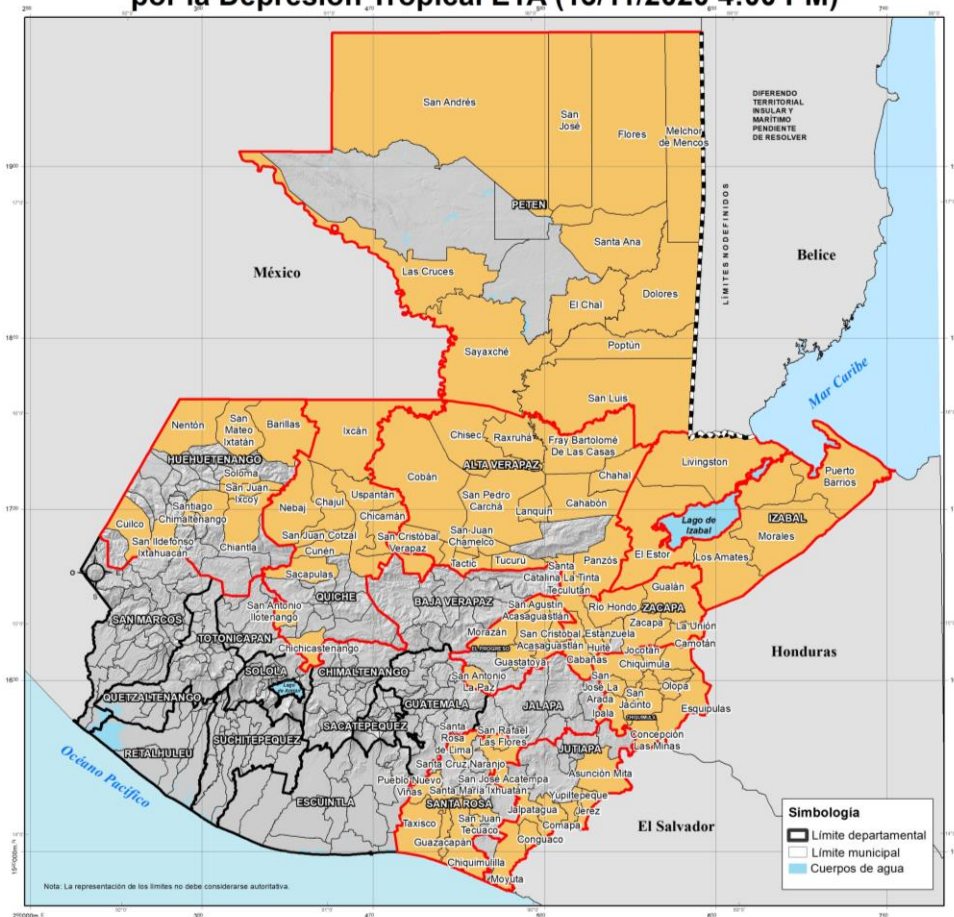 por la Depresión Tropical ETA (
4:00 PM)
San Andrés
San
José
Flores
Melchor
de Mencos
DIFERENDO
TERRITORIAL
INSULAR Y
MARÍTIMO
PENDIENTE
DE RESOLVER
LÍMITES NO DEFINIDOS
PETEN
Santa Ana
México
Belice
Las Cruces
El Chal
Dolores
Sayaxché
Poptún
Mar Caribe
San Luis
Nentón
San
Mateo
Ixtatán
Barillas
Ixcán
Chisec
Raxruhá
Fray Bartolomé
De Las Casas
Livingston
Puerto
Barrios
HUEHUETENANGO
Soloma
San Juan
Ixcoy
Cobán
ALTA VERAPAZ
Chahal
Nebaj
Chajul
Uspantán
Chicamán
San Pedro
Carchá
Lanquín
Cahabón
Santiago
Chimaltenango
Lago de
Izabal
IZABAL
Morales
Cuilco
San Ildefonso
Ixtahuacán
Chiantla
San Juan Cotzal
Cunén
San Cristóbal
Verapaz
San Juan
Chamelco
Tactic
Tucurú
Santa
Catalina La Tinta
Panzós
El Estor
Los Amates
Teculután
Gualán
Sacapulas
QUICHE
BAJA VERAPAZ
San Agustín
Acasaguastlán
Río Hondo
ZACAPA
Zacapa
La Unión
SAN MARCOS
San Antonio
Ilotenango
TOTONICAPAN
Morazán
San Cristóbal
Acasaguastlán
Estanzuela
Huité
Cabañas
Jocotán
Camotán
Chiquimula
Honduras
Chichicastenango
EL PROGRESO
Guastatoya
SOLOLA
CHIMALTENANGO
San Antonio
La Paz
QUETZALTENANGO
GUATEMALA
JALAPA
San
José La
Arada
Ipala
San
Jacinto
Olopa
Esquipulas
CHIQUIMULA
Concepción
Las Minas
RETALHULEU
SUCHITEPEQUEZ
SACATEPEQUEZ
Santa
Rosa
de Lima
San Rafael
Las Flores
JUTIAPA
Océano Pacífico
ESCUINTLA
Pueblo Nuevo
Viñas
Santa Cruz Naranjo
San José Acatempa
Santa María Ixhuatán
Asunción Mita
Yupiltepeque
SANTA ROSA
Taxisco
San Juan
Tecuaco
Jalpatagua
Jerez
Comapa
Guazacapán
Conguaco
Chiquimulilla
Moyuta
El Salvador
Simbología
Límite departamental
Límite municipal
Cuerpos de agua
Nota: La representación de los límites no debe considerarse autoritativa.